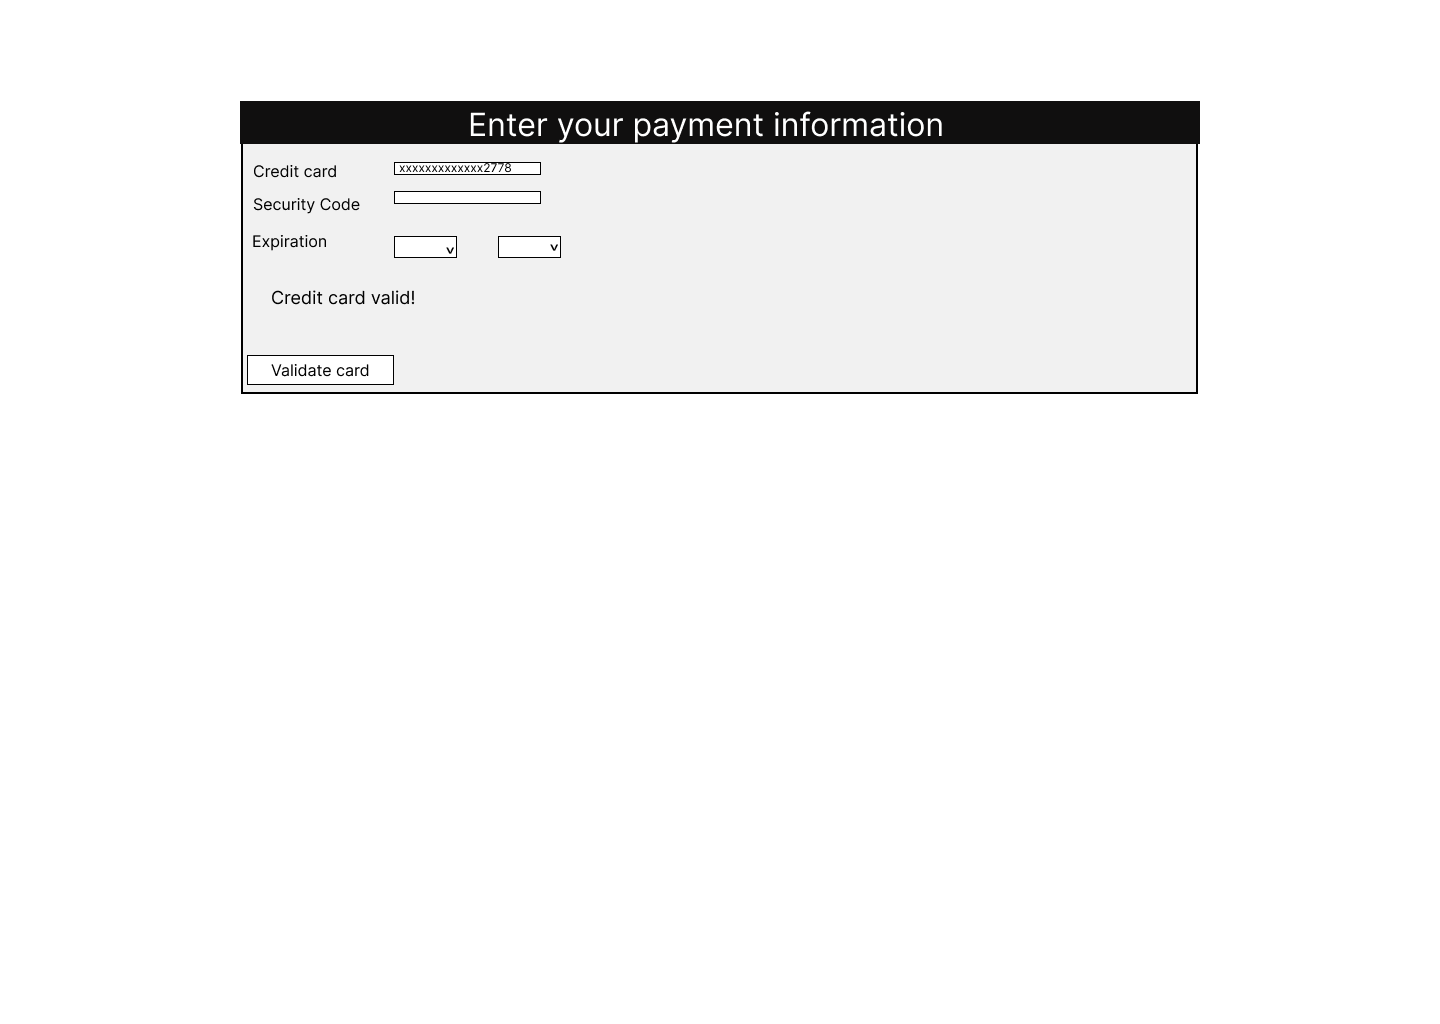 Enter your payment information
Credit card xxxxxxxxxxxxx2778
Security Code
Expiration v v
Credit card valid!
Validate card